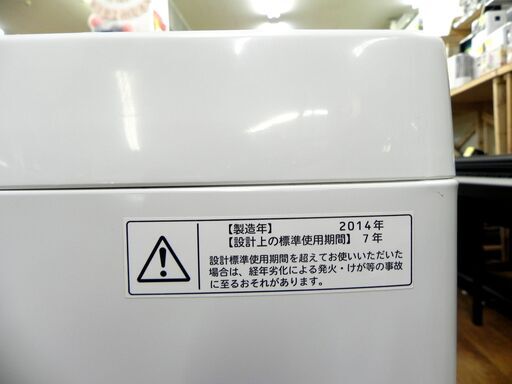 【製造年】 2014年
【設計上の標準使用期間】 7年
設計標準使用期間を超えてお使いいただいた
場合は、経年劣化による発火・けが等の事故
に至るおそれがあります。